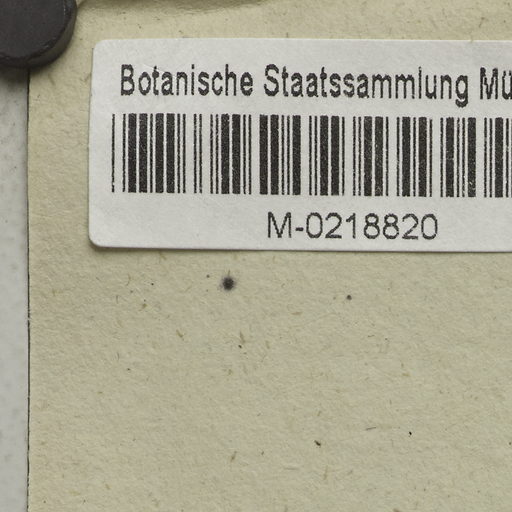 Botanische Staatssammlung Mü
M-0218820